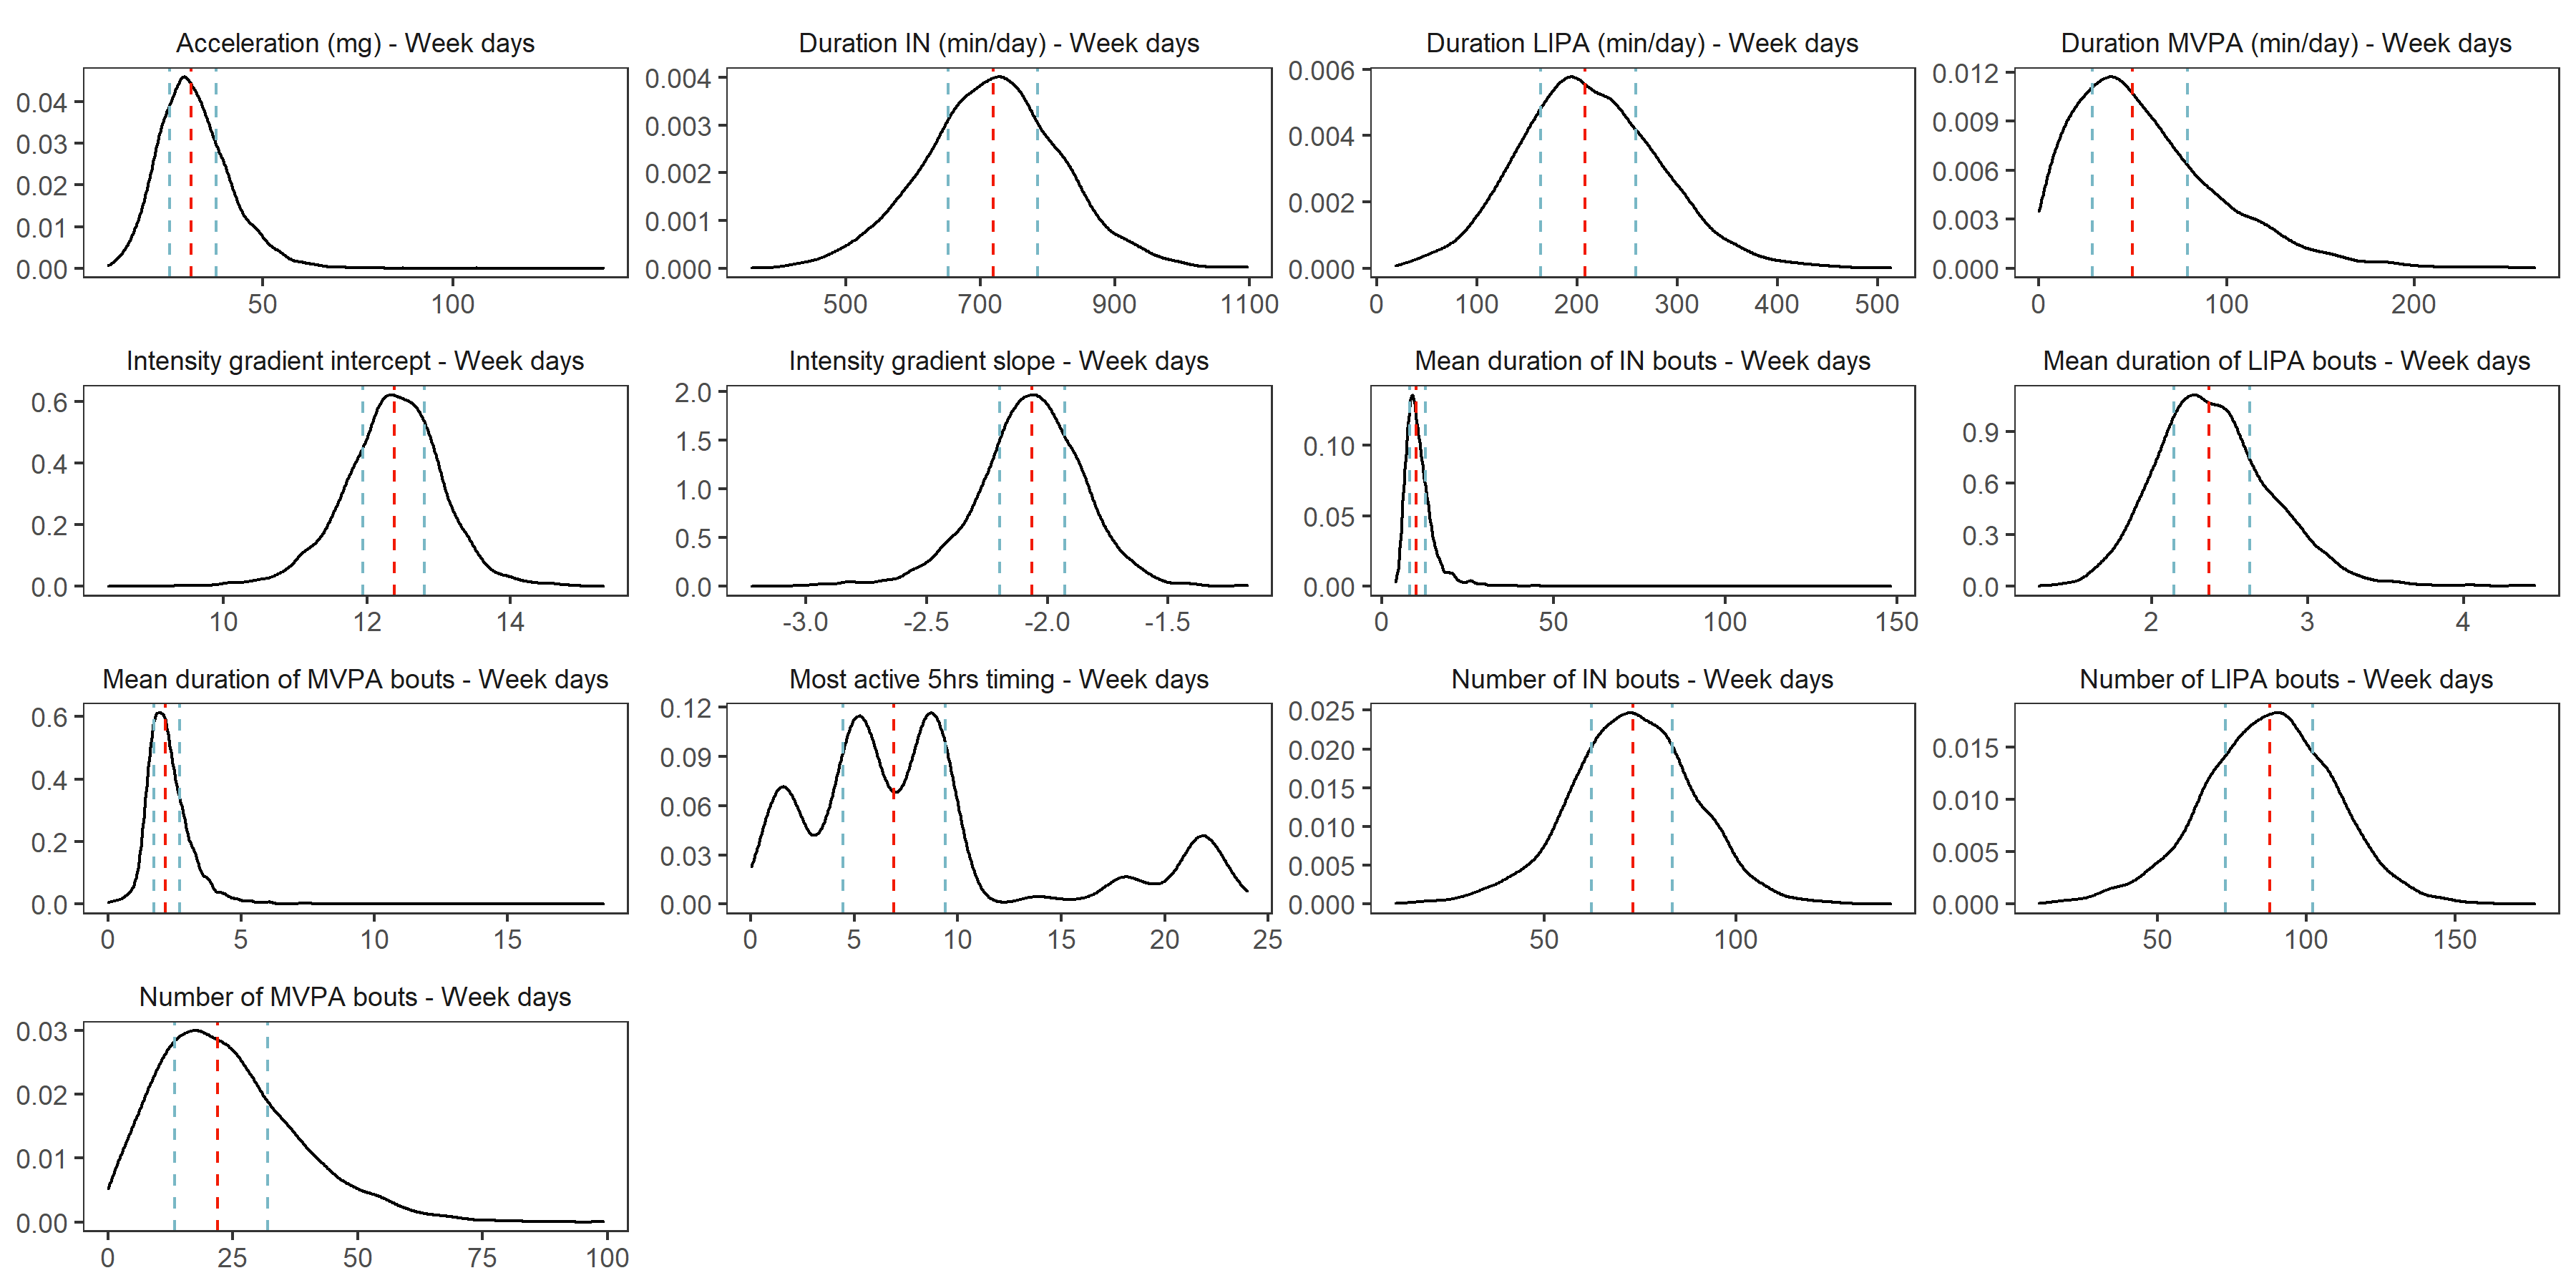 Acceleration (mg) - Week days
0.04
0.03
0.02
0.01
0.00
50 100
Duration IN (min/day) - Week days
0.004
0.003
0.002
0.001
0.000
500 700 900 1100
Duration LIPA (min/day) - Week days
0.006
0.004
0.002
0.000
0 100 200 300 400 500
Duration MVPA (min/day) - Week days
0.012
0.009
0.006
0.003
0.000
0 100 200
Intensity gradient intercept - Week days
0.6
0.4
0.2
0.0
10 12 14
Intensity gradient slope - Week days
2.0
1.5
1.0
0.5
0.0
-3.0 -2.5 -2.0 -1.5
Mean duration of IN bouts - Week days
0.10
0.05
0.00
0 50 100 150
Mean duration of LIPA bouts - Week days
0.9
0.6
0.3
0.0
2 3 4
Mean duration of MVPA bouts - Week days
0.6
0.4
0.2
0.0
0 5 10 15
Most active 5hrs timing - Week days
0.12
0.09
0.06
0.03
0.00
0 5 10 15 20 25
Number of IN bouts - Week days
0.025
0.020
0.015
0.010
0.005
0.000
50 100
Number of LIPA bouts - Week days
0.015
0.010
0.005
0.000
50 100 150
Number of MVPA bouts - Week days
0.03
0.02
0.01
0.00
0 25 50 75 100